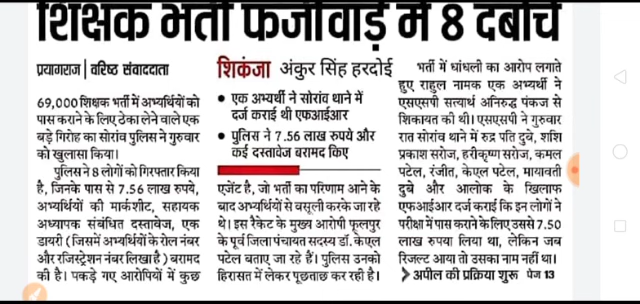 शिक्षक भर्ती फर्जीवाड़े में 8 दबोचे
प्रयागराज | वरिष्ठ संवाददाता
69,000 शिक्षक भर्ती में अभ्यर्थियों को
पास कराने के लिए ठेका लेने वाले एक
बड़े गिरोह का सोरांव पुलिस ने गुरुवार
को खुलासा किया।
पुलिस ने 8 लोगों को गिरफ्तार किया
है, जिनके पास से 7.56 लाख रुपये,
अभ्यर्थियों की मार्कशीट, सहायक
अध्यापक संबंधित दस्तावेज, एक
डायरी (जिसमें अभ्यर्थियों के रोल नंबर
और रजिस्ट्रेशन नंबर लिखा है) बरामद
की है। पकड़े गए आरोपियों में कुछ
शिकंजा अंकुर सिंह हरदोई
• एक अभ्यर्थी ने सोरांव थाने में
दर्ज कराई थी एफआईआर
• पुलिस ने 7.56 लाख रुपये और
कई दस्तावेज बरामद किए
एजेंट है, जो भर्ती का परिणाम आने के
बाद अभ्यर्थियों से वसूली करके जा रहे
थे। इस रैकेट के मुख्य आरोपी फूलपुर
के पूर्व जिला पंचायत सदस्य डॉ. केएल
पटेल बताए जा रहे हैं। पुलिस उनको
हिरासत में लेकर पूछताछ कर रही है।
भर्ती में धांधली का आरोप लगाते
हुए राहुल नामक एक अभ्यर्थी ने
एसएसपी सत्यार्थ अनिरुद्ध पंकज से
शिकायत की थी। एसएसपी ने गुरुवार
रात सोरांव थाने में रुद्र पति दुबे, शशि
प्रकाश सरोज, हरीकृष्ण सरोज, कमल
पटेल, रंजीत, केएल पटेल, मायावती
दुबे और आलोक के खिलाफ
एफआईआर दर्ज कराई कि इन लोगों ने
परीक्षा में पास कराने के लिए उससे 7.50
लाख रुपया लिया था, लेकिन जब
रिजल्ट आया तो उसका नाम नहीं था।
अपील की प्रक्रिया शुरू पेज 13